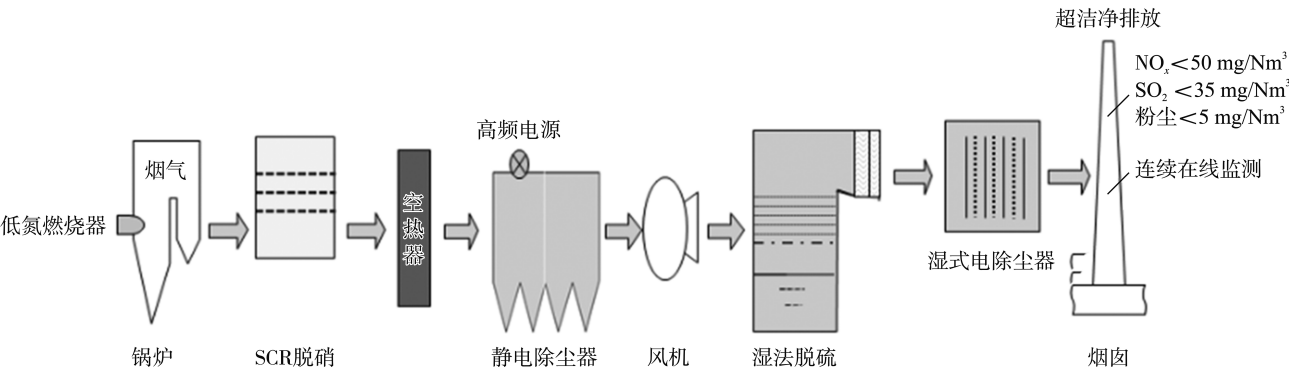 超洁净排放
NOx<50 mg/Nm3
SO2<35 mg/Nm3
粉尘<5 mg/Nm3
连续在线监测
高频电源
烟气
低氮燃烧器
空热器
湿式电除尘器
锅炉
SCR脱硝
静电除尘器
风机
湿法脱硫
烟囱